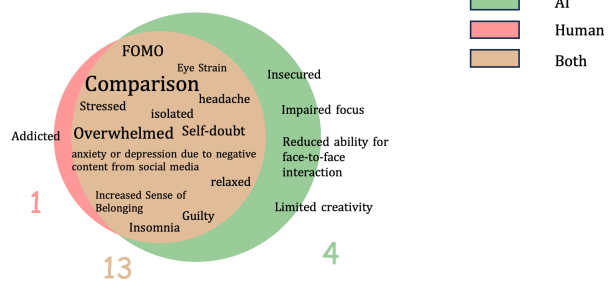 AI
Human
Both
FOMO
Eye Strain
Comparison
Insecured
Stressed
headache
isolated
Impaired focus
Addicted
Overwhelmed
Self-doubt
Reduced ability for
face-to-face
interaction
anxiety or depression due to negative
content from social media
relaxed
Increased Sense of
Belonging
Guilty
Limited creativity
Insomnia
1
13
4